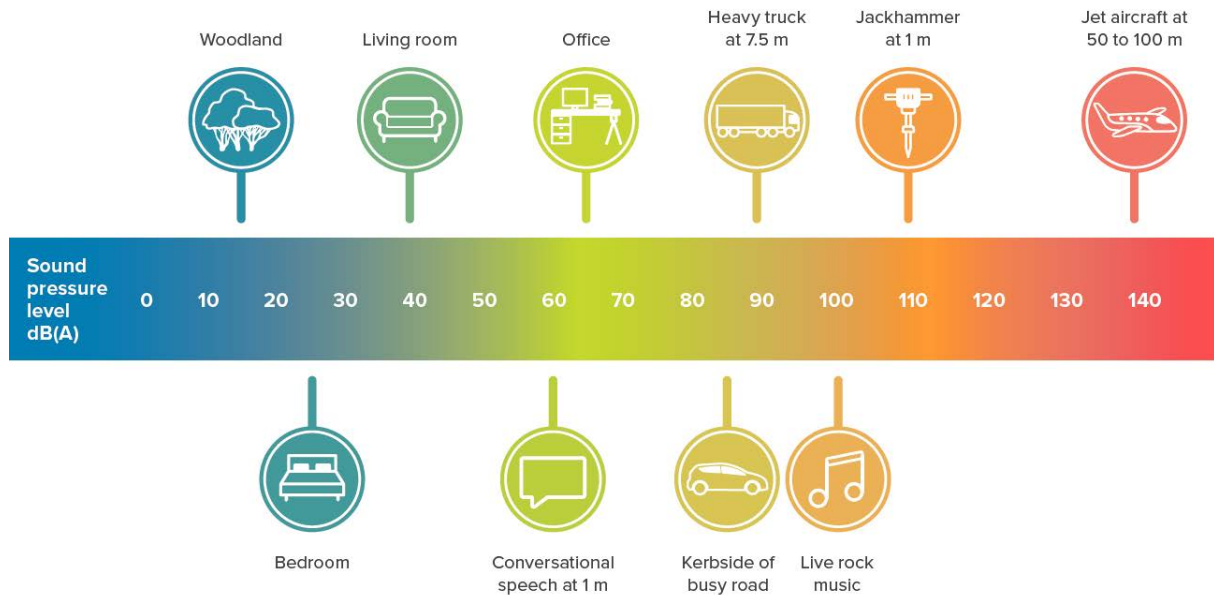 Woodland
Living room
Office
Heavy truck
at 7.5 m
Jackhammer
at 1 m
Jet aircraft at
50 to 100 m
Sound
pressure
level
dB(A)
0 10 20 30 40 50 60 70 80 90 100 110 120 130 140
Bedroom
Conversational
speech at 1 m
Kerbside of
busy road
Live rock
music